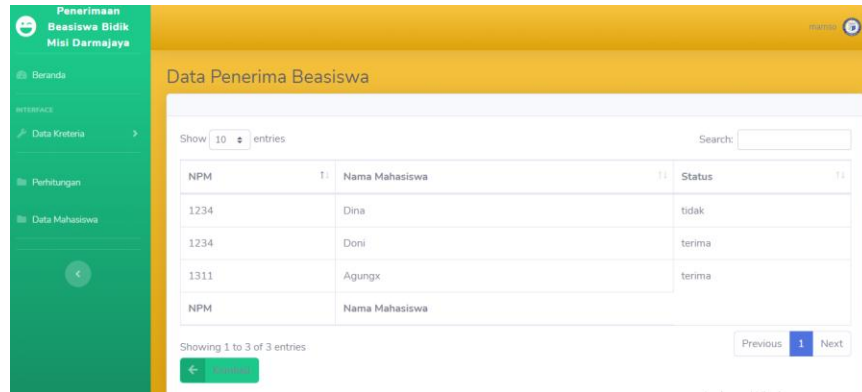 Penerimaan
Beasiswa Bidik
Misi Darmajaya
Beranda
INTERFACE
Data Kreteria
Perhitungan
Data Mahasiswa
Data Penerima Beasiswa
Show 10 entries
Search:
NPM Nama Mahasiswa Status
1234 Dina tidak
1234 Doni terima
1311 Agungx terima
NPM Nama Mahasiswa
Showing 1 to 3 of 3 entries
Previous 1 Next